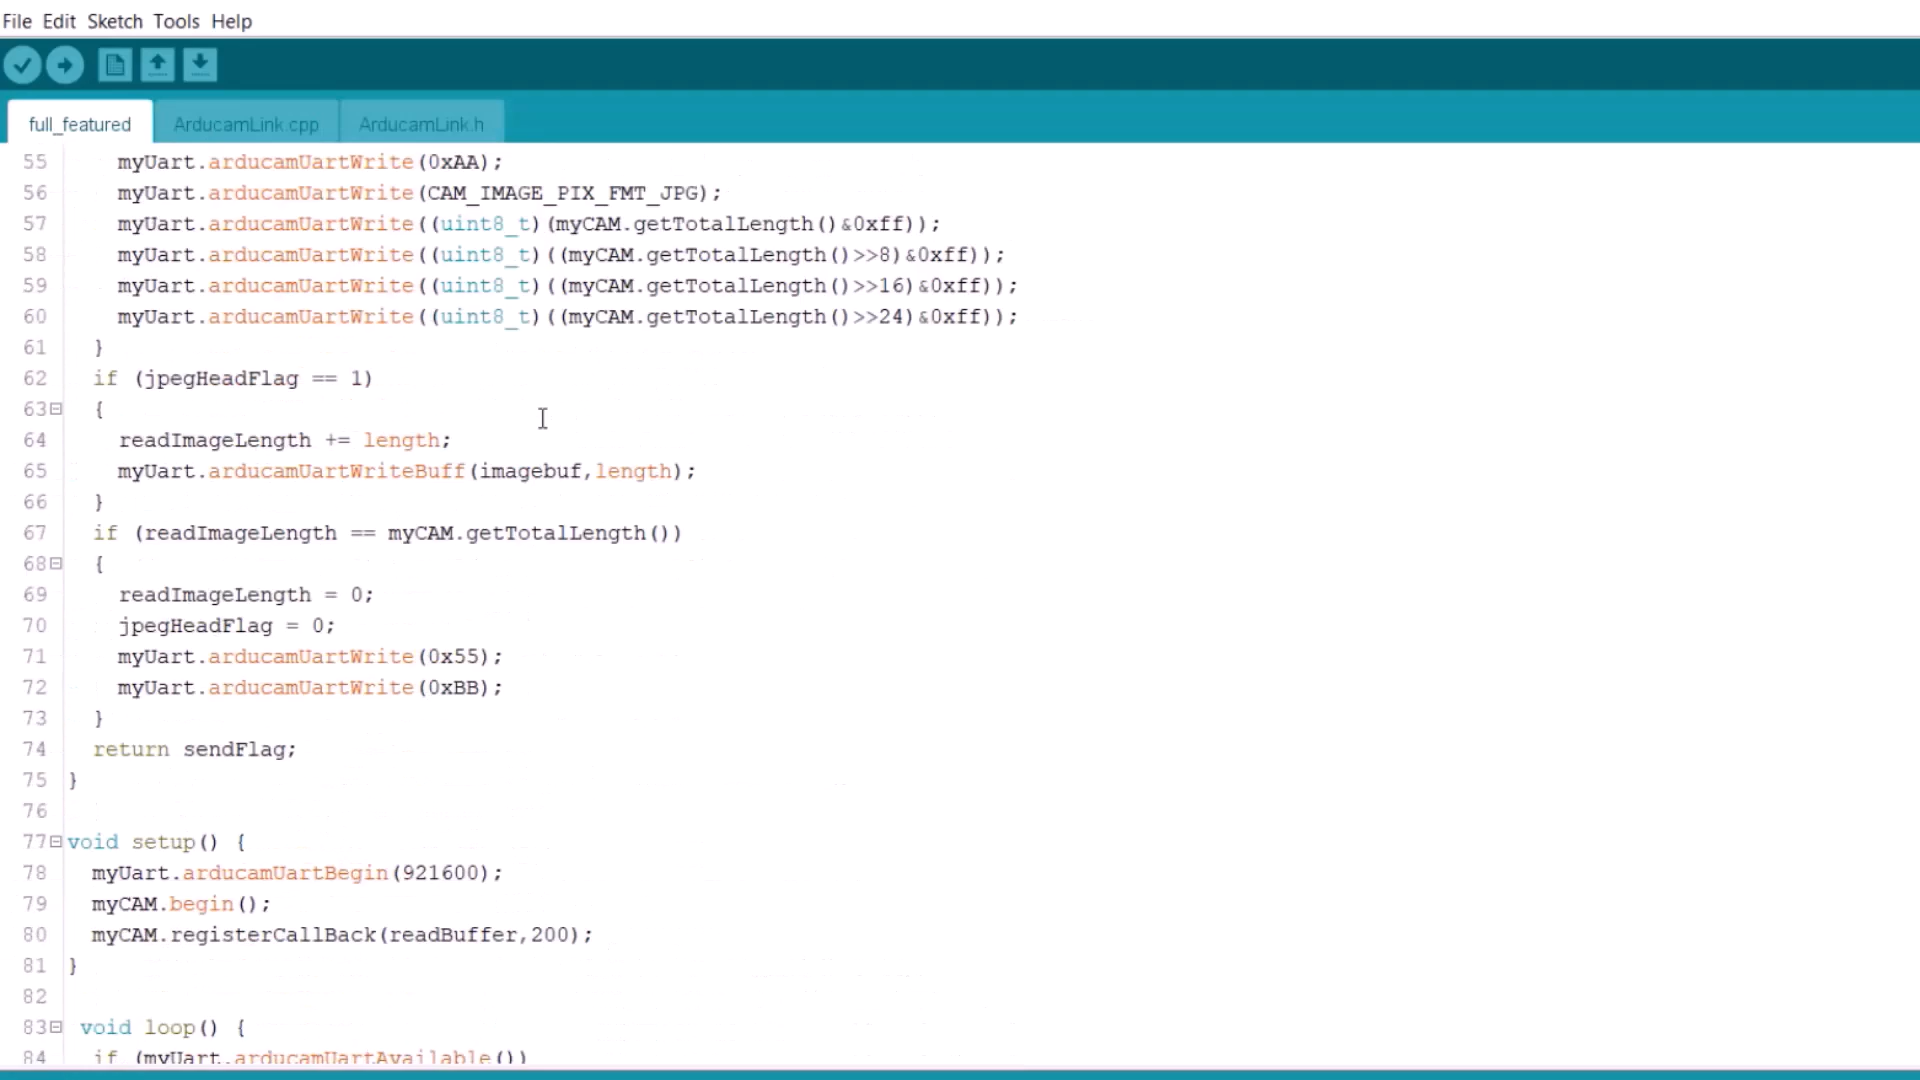 File Edit Sketch Tools Help
full_featured ArducamLink.cpp ArducamLink.h
55 myUart.arducamUartWrite(0xAA);
56 myUart.arducamUartWrite(CAM_IMAGE_PIX_FMT_JPG);
57 myUart.arducamUartWrite((uint8_t)(myCAM.getTotalLength()&0xff));
58 myUart.arducamUartWrite((uint8_t)((myCAM.getTotalLength()>>8)&0xff));
59 myUart.arducamUartWrite((uint8_t)((myCAM.getTotalLength()>>16)&0xff));
60 myUart.arducamUartWrite((uint8_t)((myCAM.getTotalLength()>>24)&0xff));
61 }
62 if (jpegHeadFlag == 1)
63 {
64 readImageLength += length;
65 myUart.arducamUartWriteBuff(imagebuf,length);
66 }
67 if (readImageLength == myCAM.getTotalLength())
68 {
69 readImageLength = 0;
70 jpegHeadFlag = 0;
71 myUart.arducamUartWrite(0x55);
72 myUart.arducamUartWrite(0xBB);
73 }
74 return sendFlag;
75 }
76
77 void setup() {
78 myUart.arducamUartBegin(921600);
79 myCAM.begin();
80 myCAM.registerCallBack(readBuffer,200);
81 }
82
83 void loop() {
84 if (myUart.arducamUartAvailable())